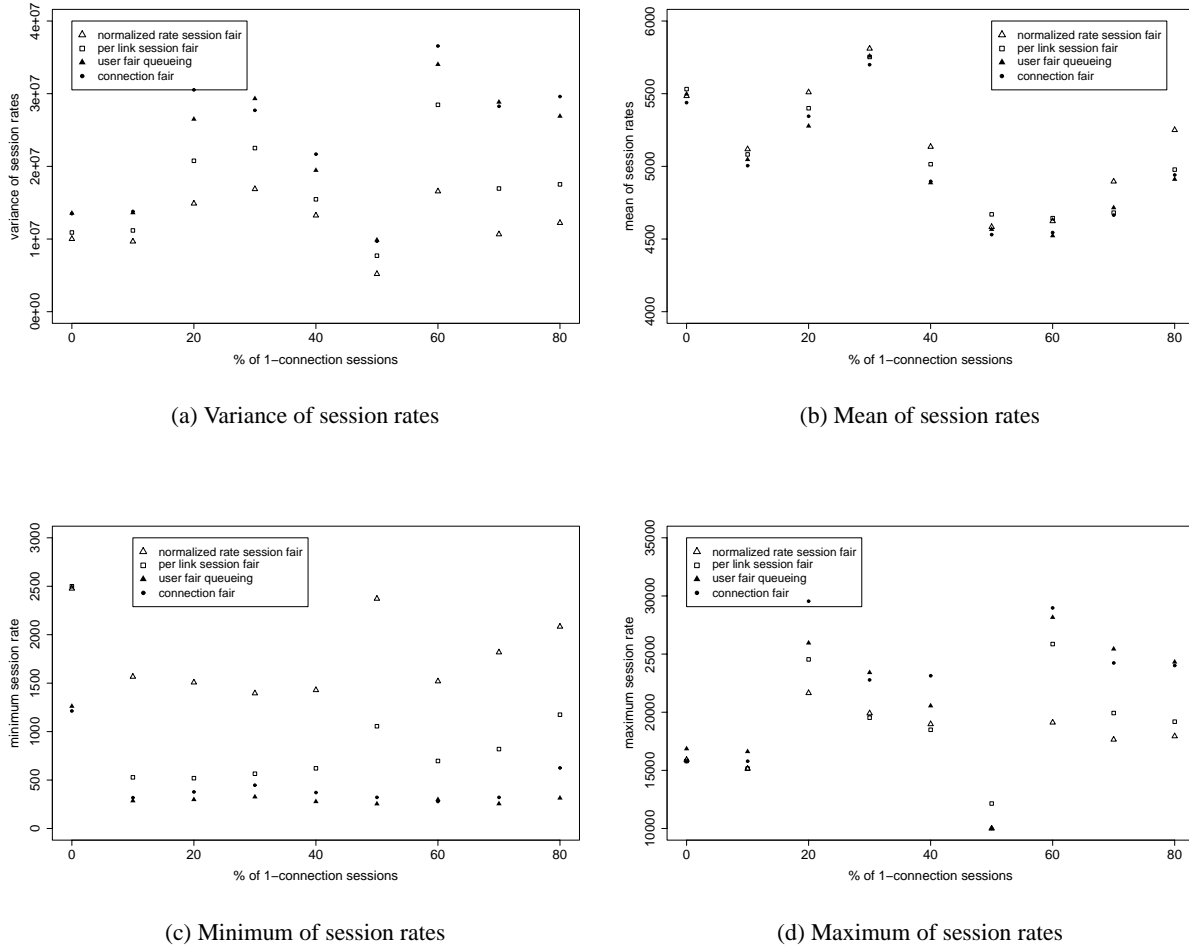 0e+00 1e+07 2e+07 3e+07 4e+07
variance of session rates
normalized rate session fair
per link session fair
user fair queueing
connection fair
0 20 40 60 80
% of 1−connection sessions
(a) Variance of session rates
4000 4500 5000 5500 6000
mean of session rates
normalized rate session fair
per link session fair
user fair queueing
connection fair
0 20 40 60 80
% of 1−connection sessions
(b) Mean of session rates
0 500 1000 1500 2000 2500 3000
minimum session rate
normalized rate session fair
per link session fair
user fair queueing
connection fair
0 20 40 60 80
% of 1−connection sessions
(c) Minimum of session rates
10000 15000 20000 25000 30000 35000
maximum session rate
normalized rate session fair
per link session fair
user fair queueing
connection fair
0 20 40 60 80
% of 1−connection sessions
(d) Maximum of session rates